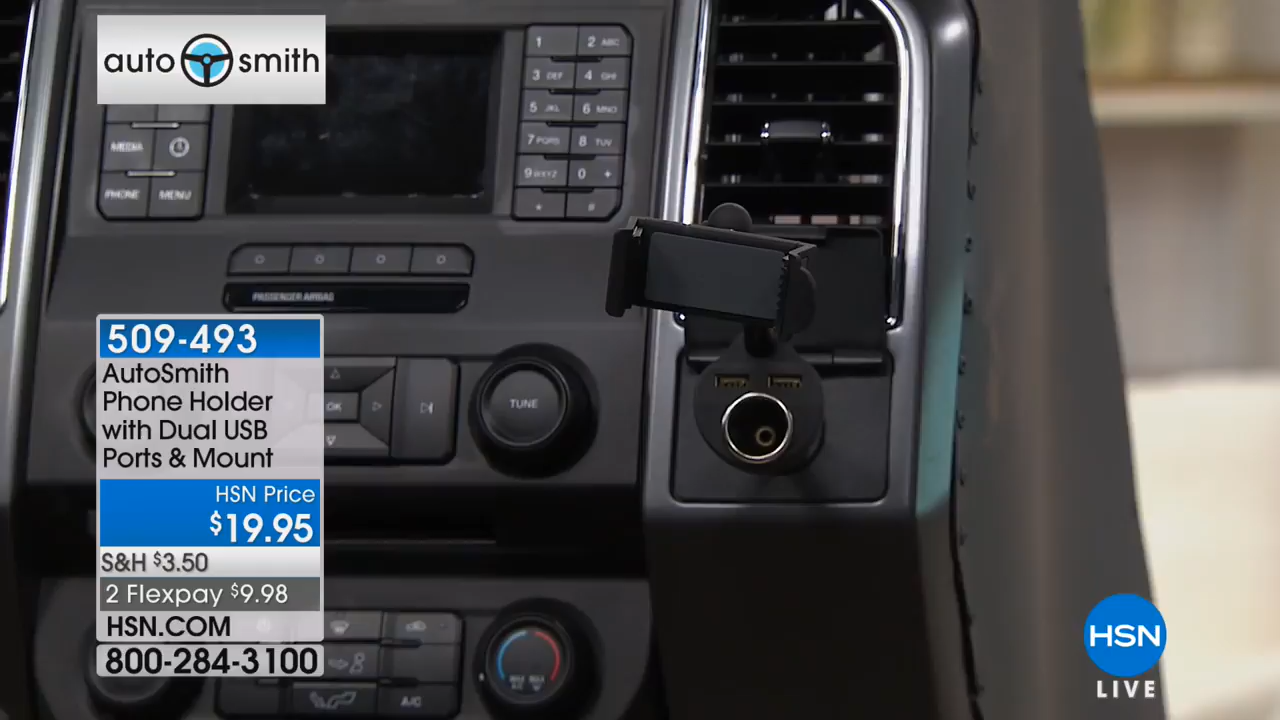 auto smith
1
2 ABC
3 DEF
4 GHI
5 JKL
6 MNO
7 PQRS
8 TUV
9 WXYZ
0 +
*
#
MEDIA
PHONE
MENU
PASSENGER AIRBAG
OK
TUNE
509-493
AutoSmith
Phone Holder
with Dual USB
Ports & Mount
HSN Price
$19.95
S&H $3.50
2 Flexpay $9.98
HSN.COM
800-284-3100
MAX A/C
MAX
A/C
HSN
LIVE